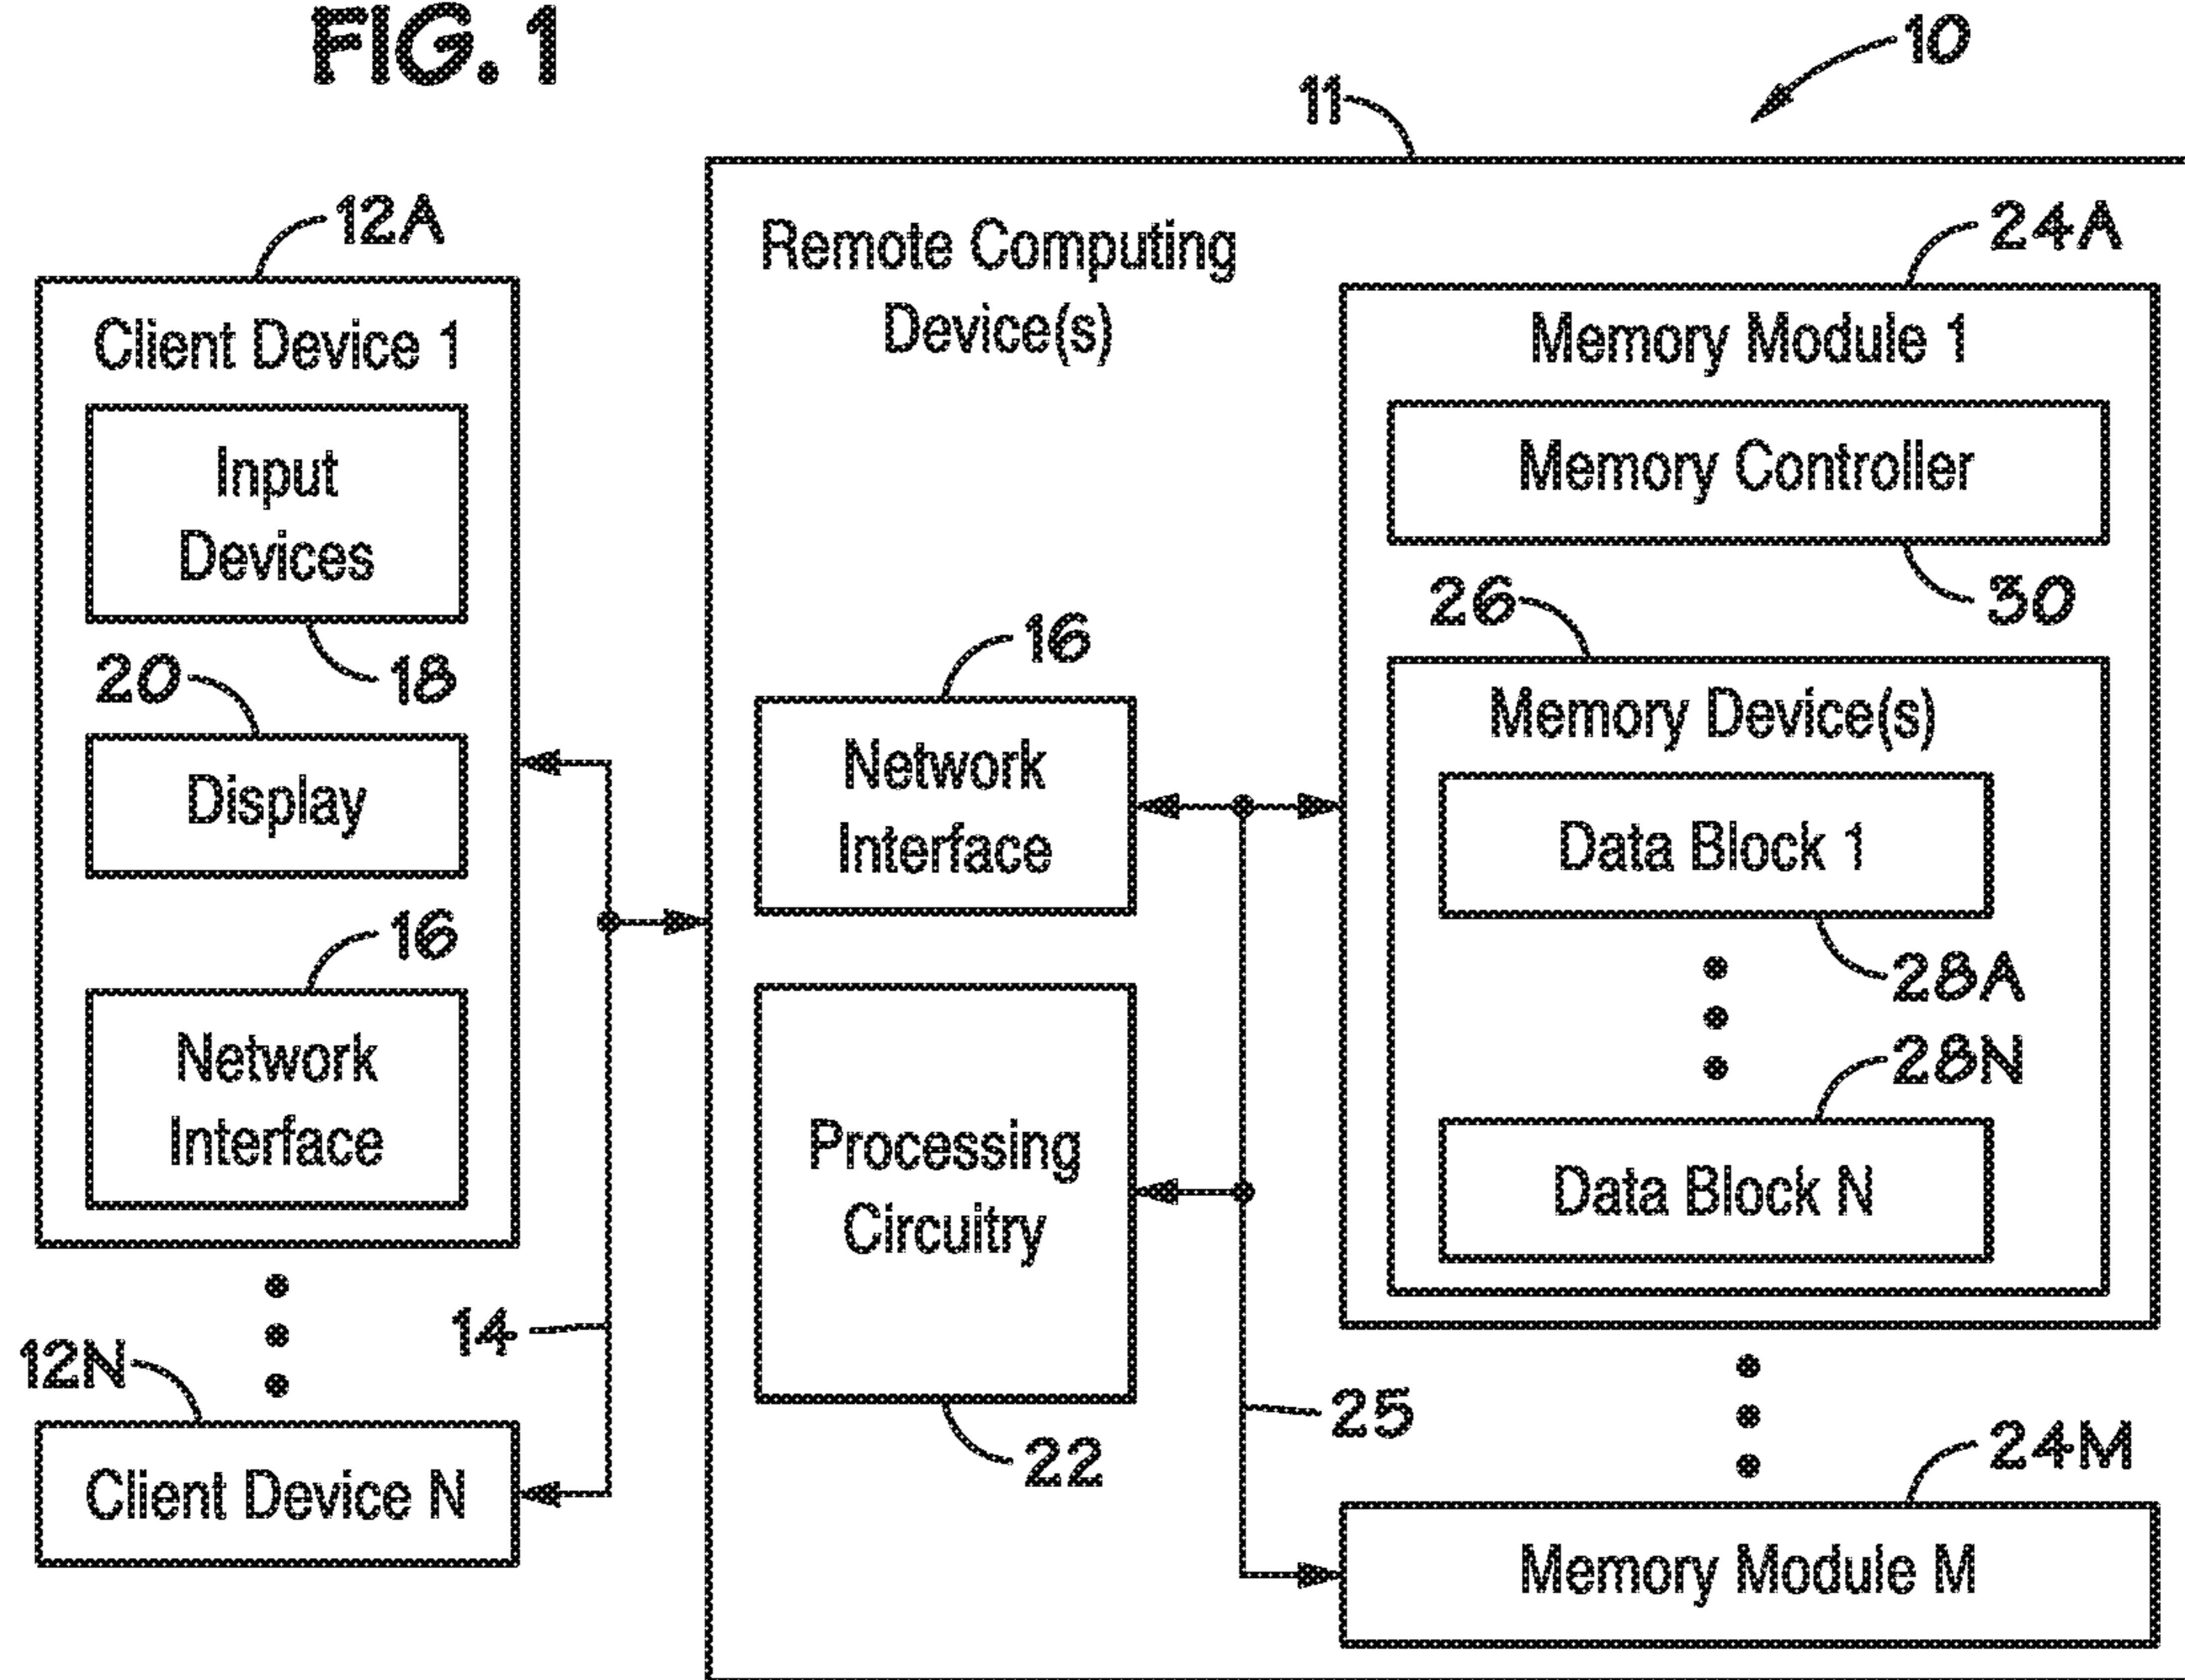 FIG. 1
10
11
12A
Client Device 1
Input
Devices
18
20
Display
16
Network
Interface
12N
Client Device N
14
Remote Computing
Device(s)
16
Network
Interface
Processing
Circuitry
22
25
24A
Memory Module 1
Memory Controller
30
26
Memory Device(s)
Data Block 1
28A
28N
Data Block N
24M
Memory Module M